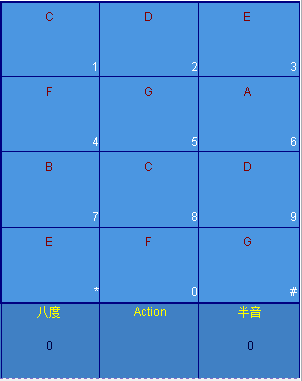 C D E
1 2 3
F G A
4 5 6
B C D
7 8 9
E F G
* 0 #
八度 Action 半音
0 0